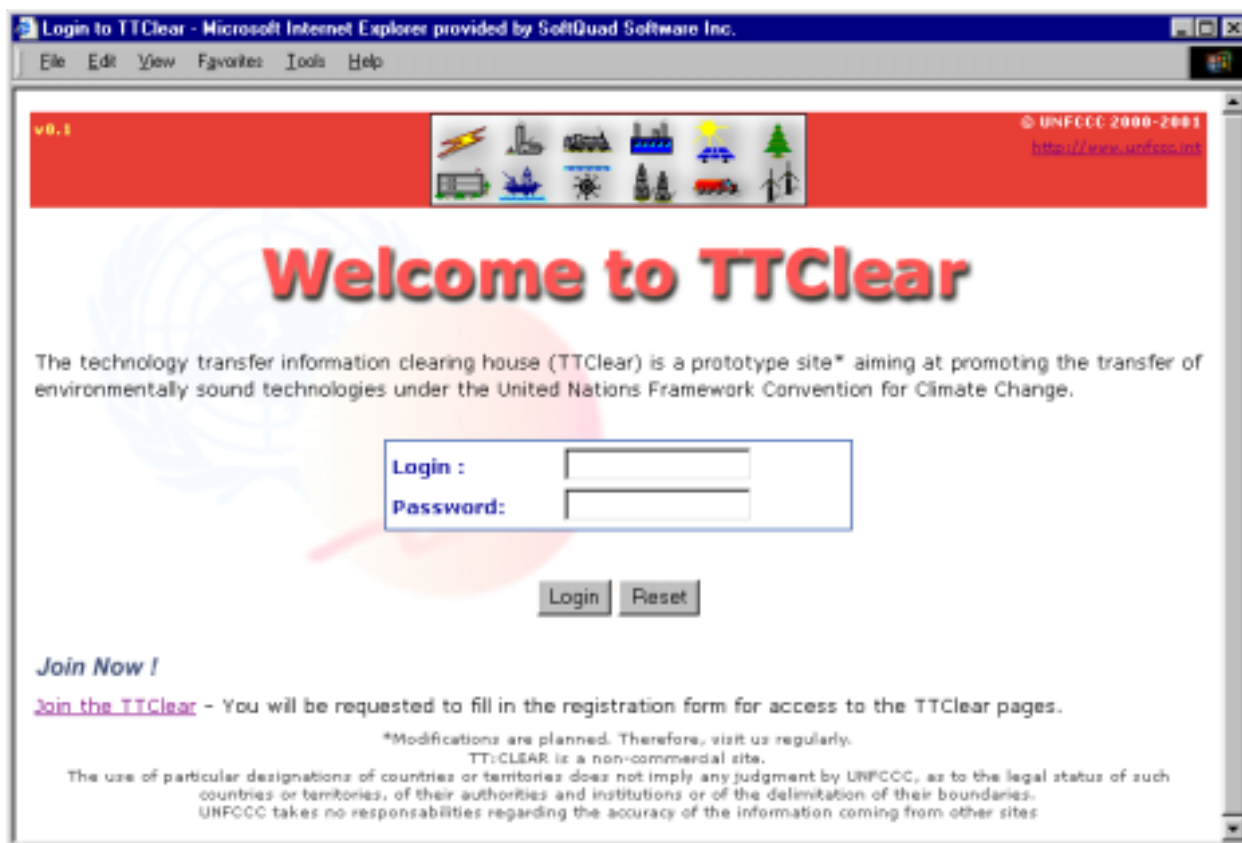 Login to TTClear - Microsoft Internet Explorer provided by SoftQuad Software Inc.
File Edit View Favorites Tools Help
v0.1
© UNFCCC 2000-2001
http://www.unfccc.int
Welcome to TTClear
The technology transfer information clearing house (TTClear) is a prototype site* aiming at promoting the transfer of
environmentally sound technologies under the United Nations Framework Convention for Climate Change.
Login :
Password:
Login Reset
Join Now !
Join the TTClear - You will be requested to fill in the registration form for access to the TTClear pages.
*Modifications are planned. Therefore, visit us regularly.
TT:CLEAR is a non-commercial site.
The use of particular designations of countries or territories does not imply any judgment by UNFCCC, as to the legal status of such
countries or territories, of their authorities and institutions or of the delimitation of their boundaries.
UNFCCC takes no responsabilities regarding the accuracy of the information coming from other sites